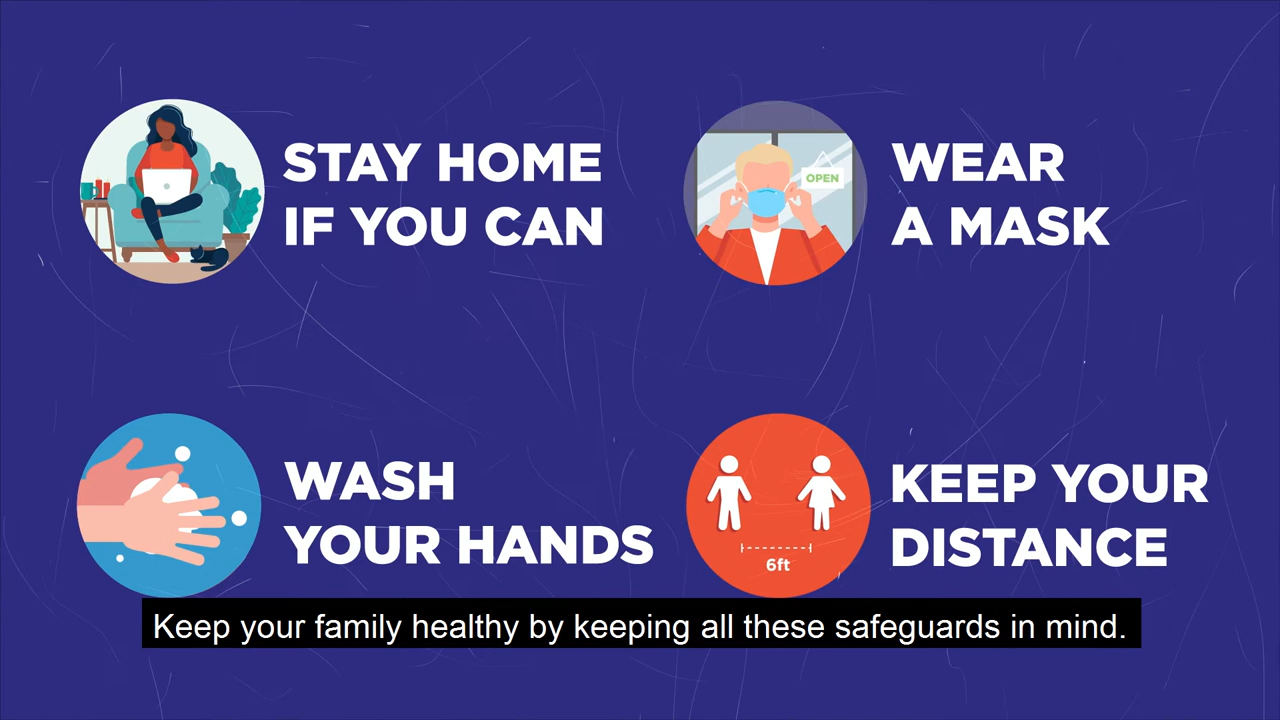 STAY HOME
IF YOU CAN
OPEN
WEAR
A MASK
WASH
YOUR HANDS
6ft
KEEP YOUR
DISTANCE
Keep your family healthy by keeping all these safeguards in mind.